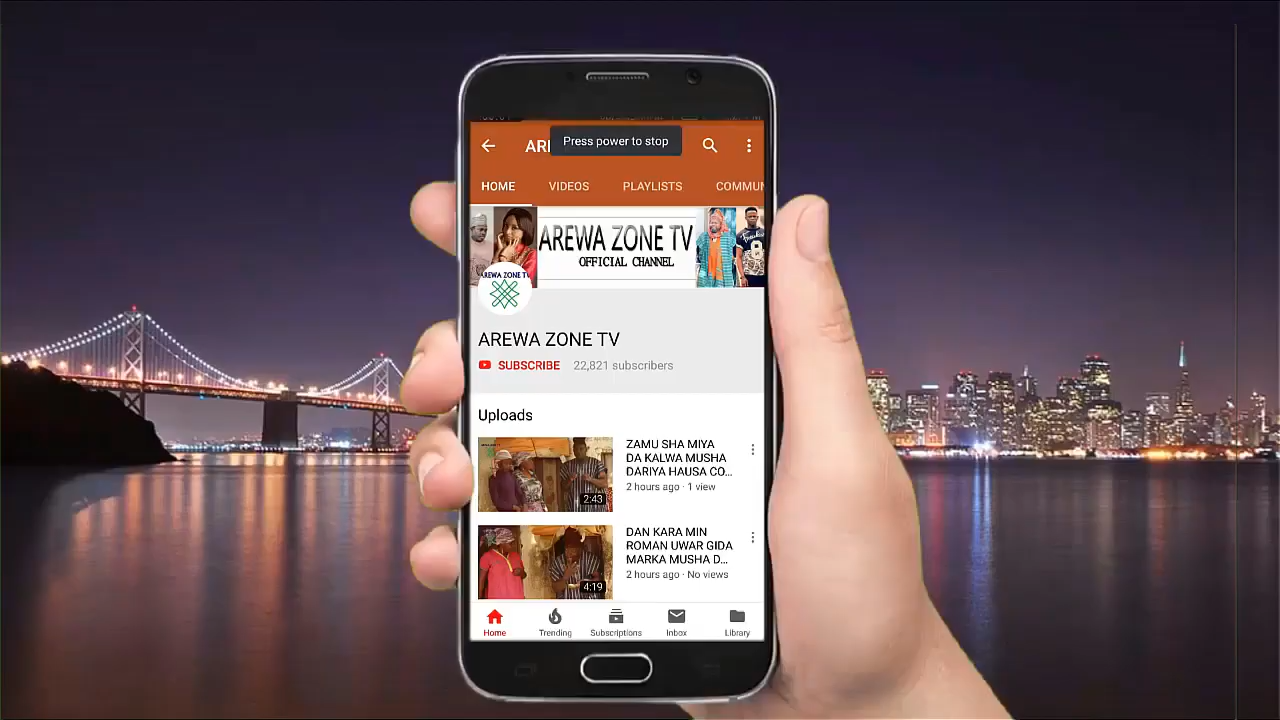 Press power to stop
HOME VIDEOS PLAYLISTS COMMUN
AREWA ZONE TV
OFFICIAL CHANNEL
AREWA ZONE TV
AREWA ZONE TV
SUBSCRIBE 22,821 subscribers
Uploads
ZAMU SHA MIYA
DA KALWA MUSHA
DARIYA HAUSA CO...
2 hours ago · 1 view
2:43
DAN KARA MIN
ROMAN UWAR GIDA
MARKA MUSHA D...
2 hours ago · No views
4:19
Home Trending Subscriptions Inbox Library